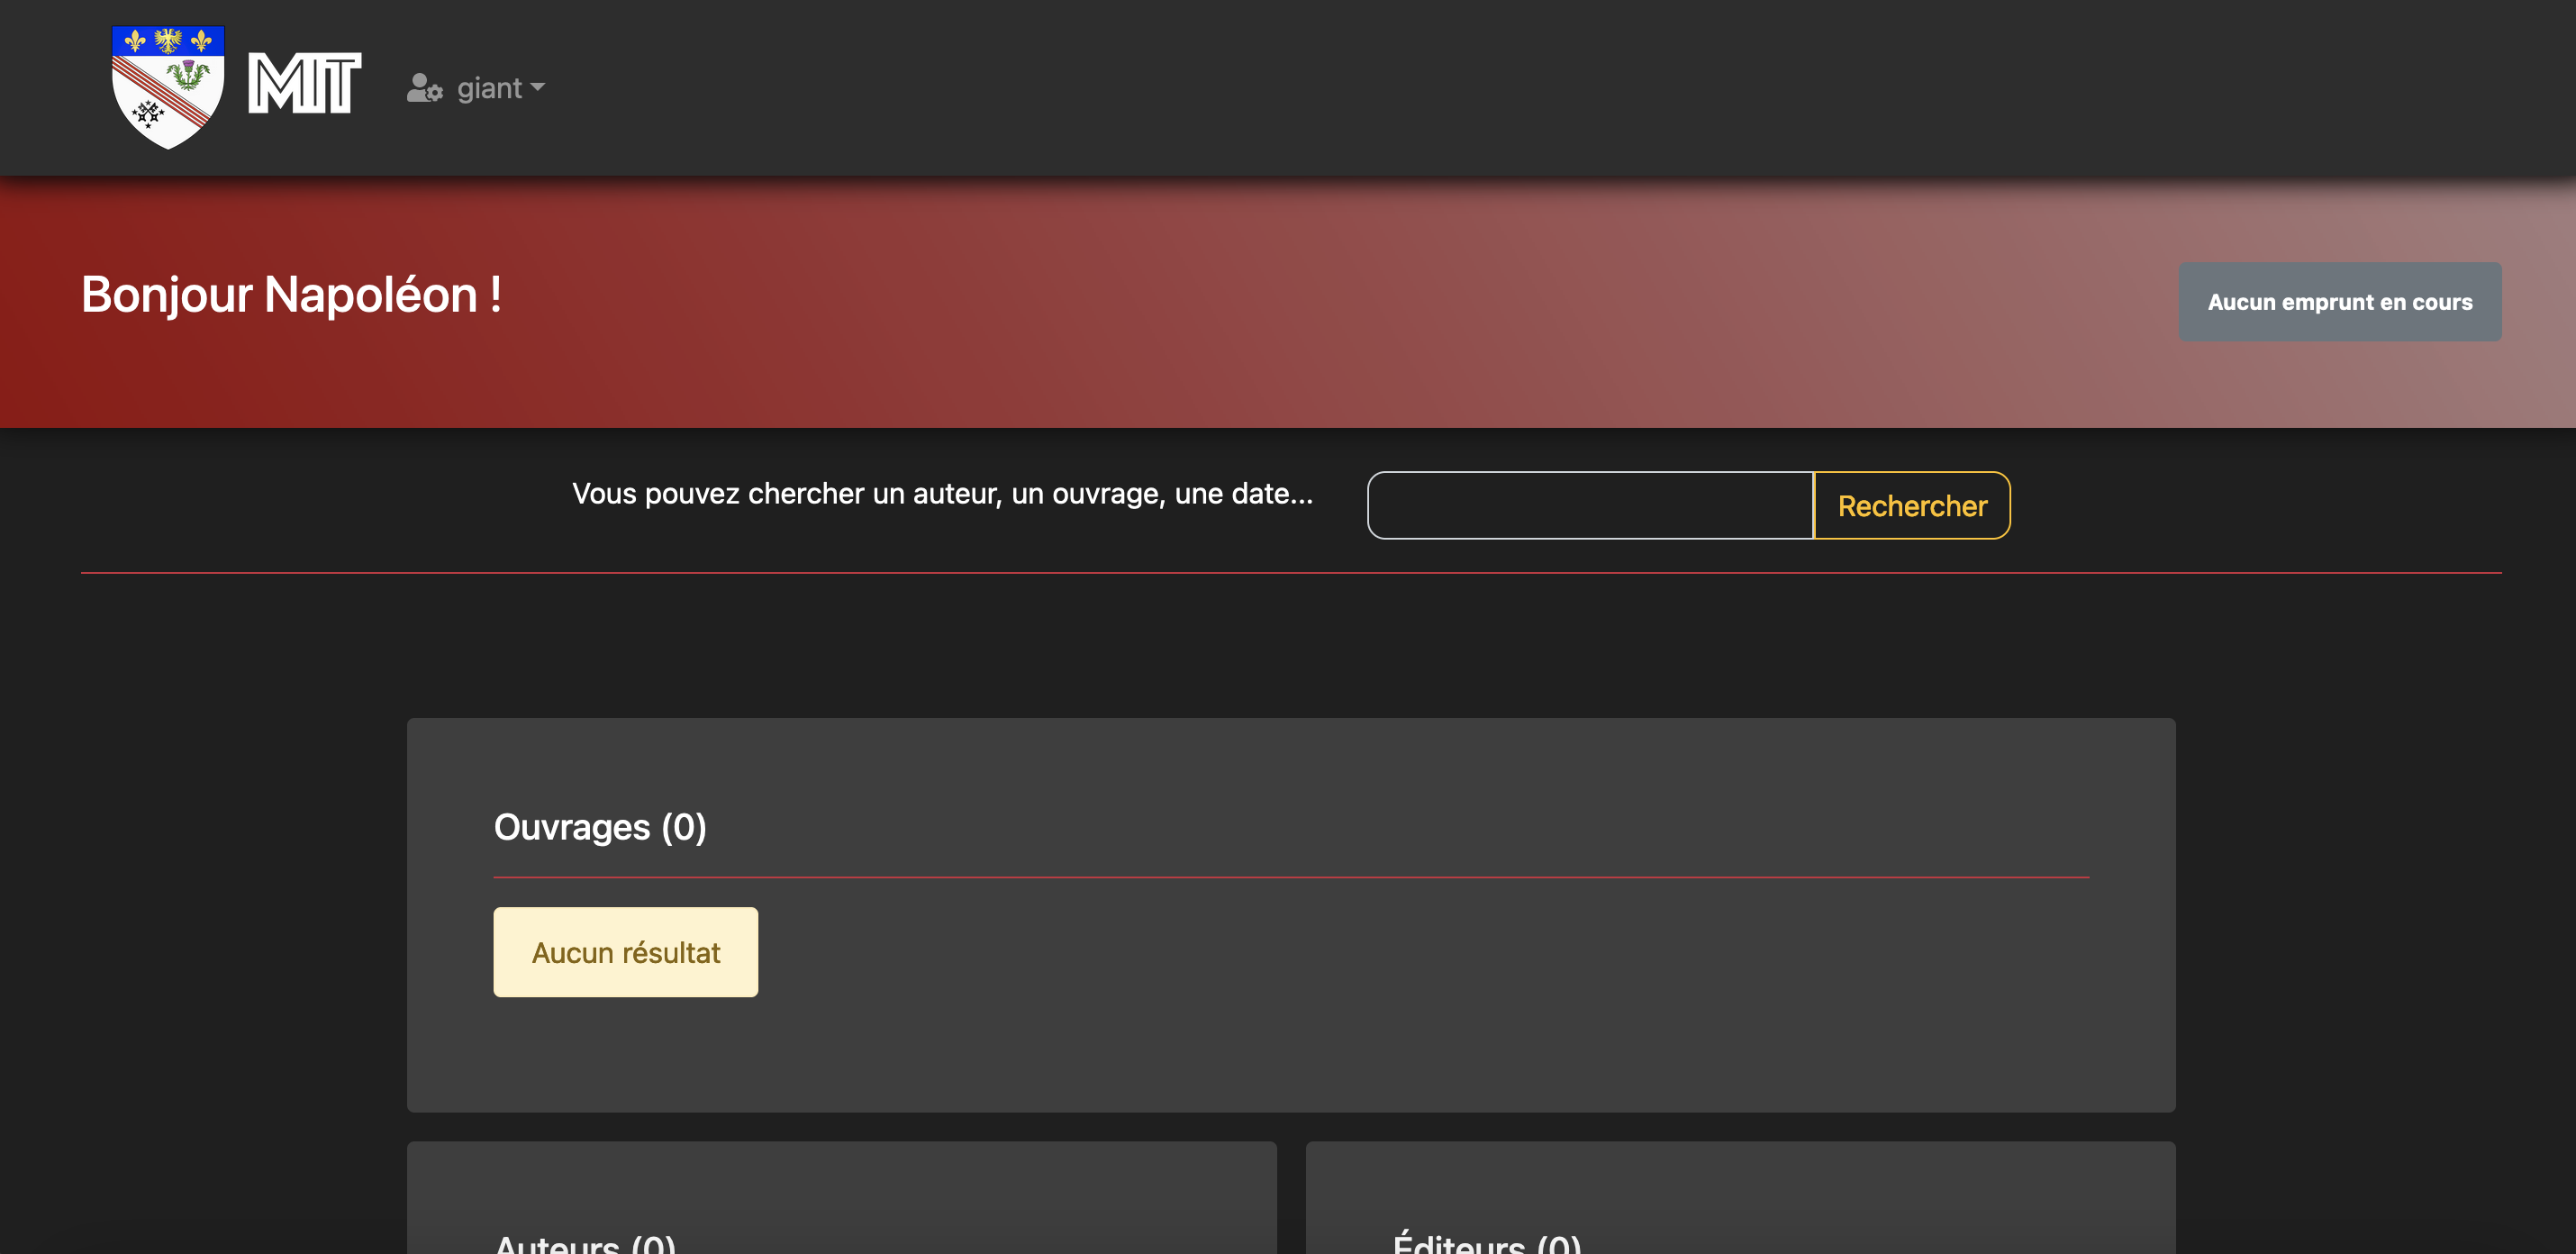 MTT
giant
Bonjour Napoléon !
Aucun emprunt en cours
Vous pouvez chercher un auteur, un ouvrage, une date...
Rechercher
Ouvrages (0)
Aucun résultat
Auteurs (0)
Éditeurs (0)